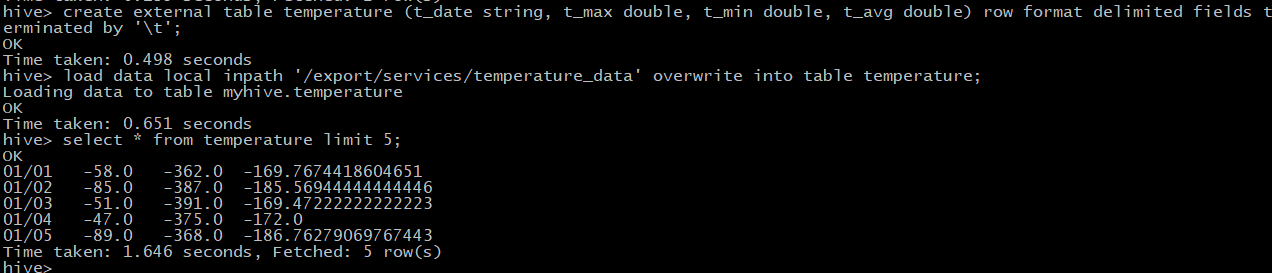 hive> create external table temperature (t_date string, t_max double, t_min double, t_avg double) row format delimited fields t
erminated by '\t';
OK
Time taken: 0.498 seconds
hive> load data local inpath '/export/services/temperature_data' overwrite into table temperature;
Loading data to table myhive.temperature
OK
Time taken: 0.651 seconds
hive> select * from temperature limit 5;
OK
01/01   -58.0   -362.0  -169.7674418604651
01/02   -85.0   -387.0  -185.56944444444446
01/03   -51.0   -391.0  -169.47222222222223
01/04   -47.0   -375.0  -172.0
01/05   -89.0   -368.0  -186.76279069767443
Time taken: 1.646 seconds, Fetched: 5 row(s)
hive>